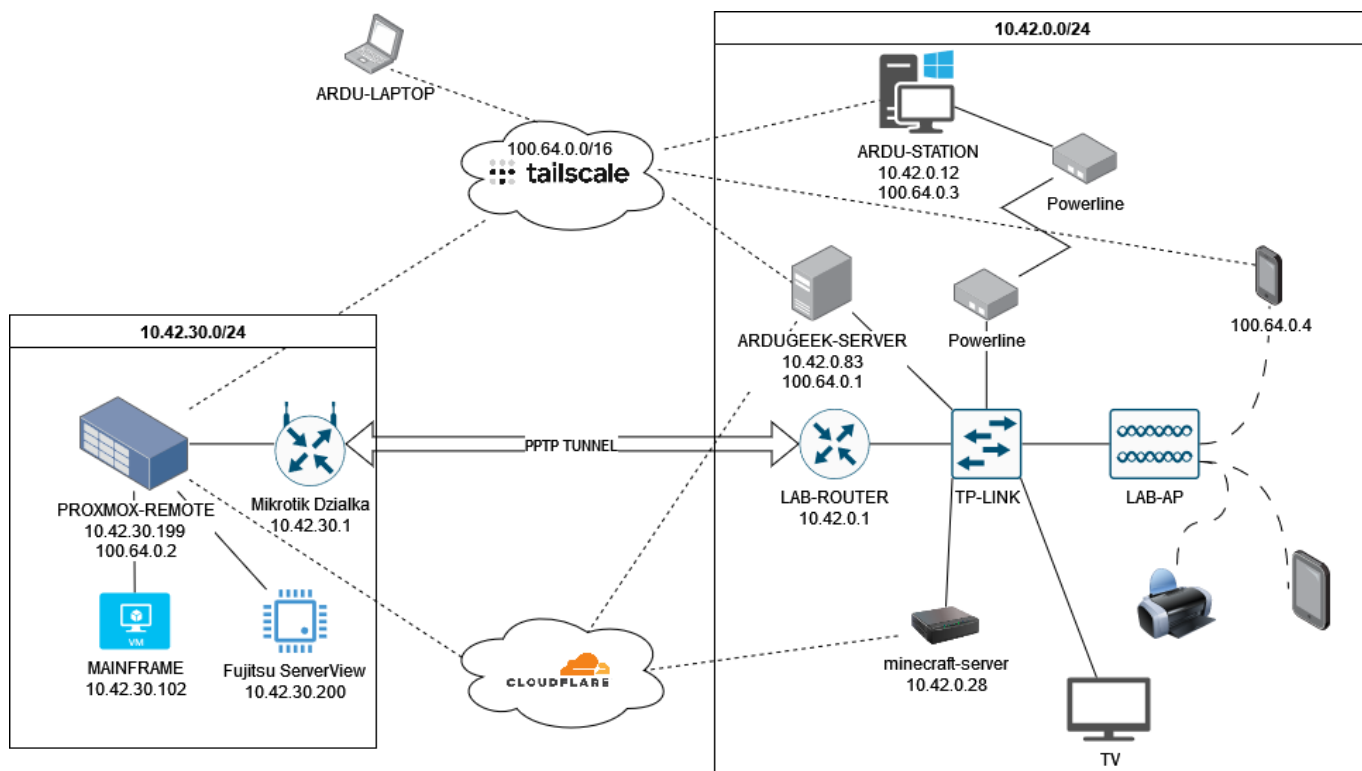 10.42.0.0/24
ARDU-LAPTOP
100.64.0.0/16
tailscale
ARDU-STATION
10.42.0.12
100.64.0.3
Powerline
100.64.0.4
10.42.30.0/24
ARDUGEEK-SERVER
10.42.0.83
100.64.0.1
Powerline
PPTP TUNNEL
PROXMOX-REMOTE
10.42.30.199
100.64.0.2
Mikrotik Dzialka
10.42.30.1
LAB-ROUTER
10.42.0.1
TP-LINK
LAB-AP
VM
MAINFRAME
10.42.30.102
Fujitsu ServerView
10.42.30.200
CLOUDFLARE
minecraft-server
10.42.0.28
TV